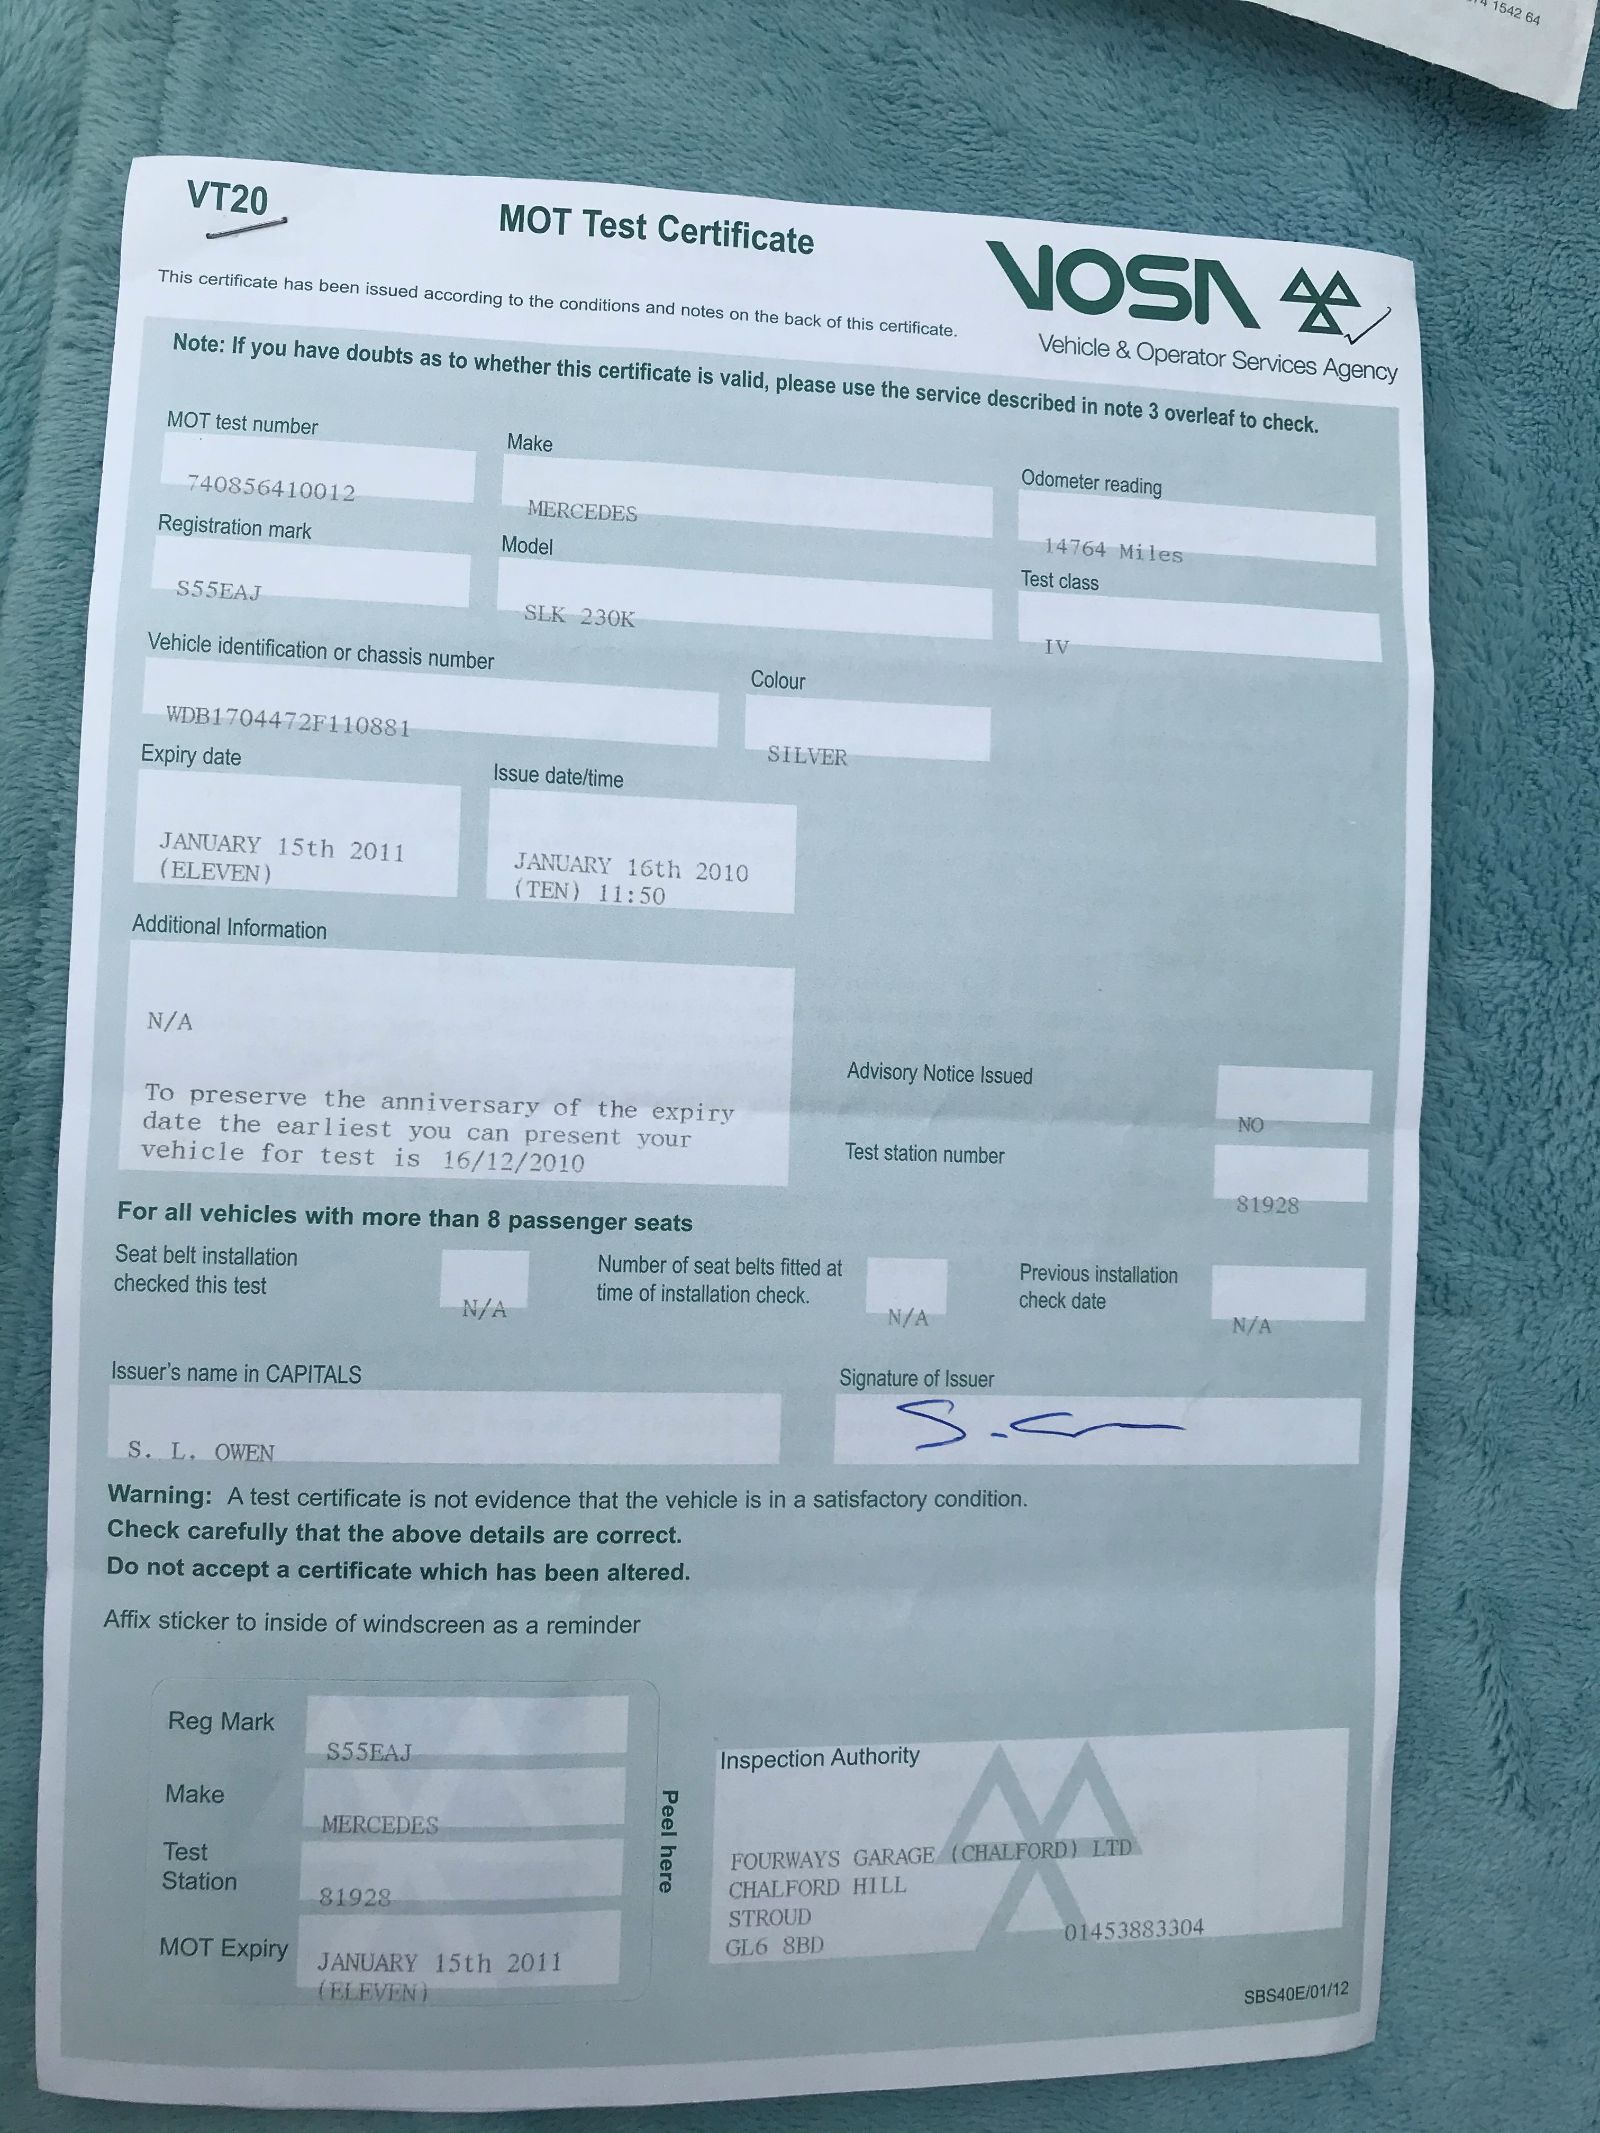 1542 64
VT20
MOT Test Certificate
VOSA
Vehicle & Operator Services Agency
This certificate has been issued according to the conditions and notes on the back of this certificate.
Note: If you have doubts as to whether this certificate is valid, please use the service described in note 3 overleaf to check.
MOT test number
740856410012
Make
MERCEDES
Odometer reading
14764 Miles
Registration mark
S55EAJ
Model
SLK 230K
Test class
IV
Vehicle identification or chassis number
WDB1704472F110881
Colour
SILVER
Expiry date
JANUARY 15th 2011
(ELEVEN)
Issue date/time
JANUARY 16th 2010
(TEN) 11:50
Additional Information
N/A
To preserve the anniversary of the expiry
date the earliest you can present your
vehicle for test is 16/12/2010
Advisory Notice Issued
NO
Test station number
81928
For all vehicles with more than 8 passenger seats
Seat belt installation
checked this test
N/A
Number of seat belts fitted at
time of installation check.
N/A
Previous installation
check date
N/A
Issuer's name in CAPITALS
S. L. OWEN
Signature of Issuer
Warning: A test certificate is not evidence that the vehicle is in a satisfactory condition.
Check carefully that the above details are correct.
Do not accept a certificate which has been altered.
Affix sticker to inside of windscreen as a reminder
Reg Mark
S55EAJ
Make
MERCEDES
Test
Station
81928
MOT Expiry
JANUARY 15th 2011
(ELEVEN)
Peel here
Inspection Authority
FOURWAYS GARAGE (CHALFORD) LTD
CHALFORD HILL
STROUD
GL6 8BD
01453883304
SBS40E/01/12